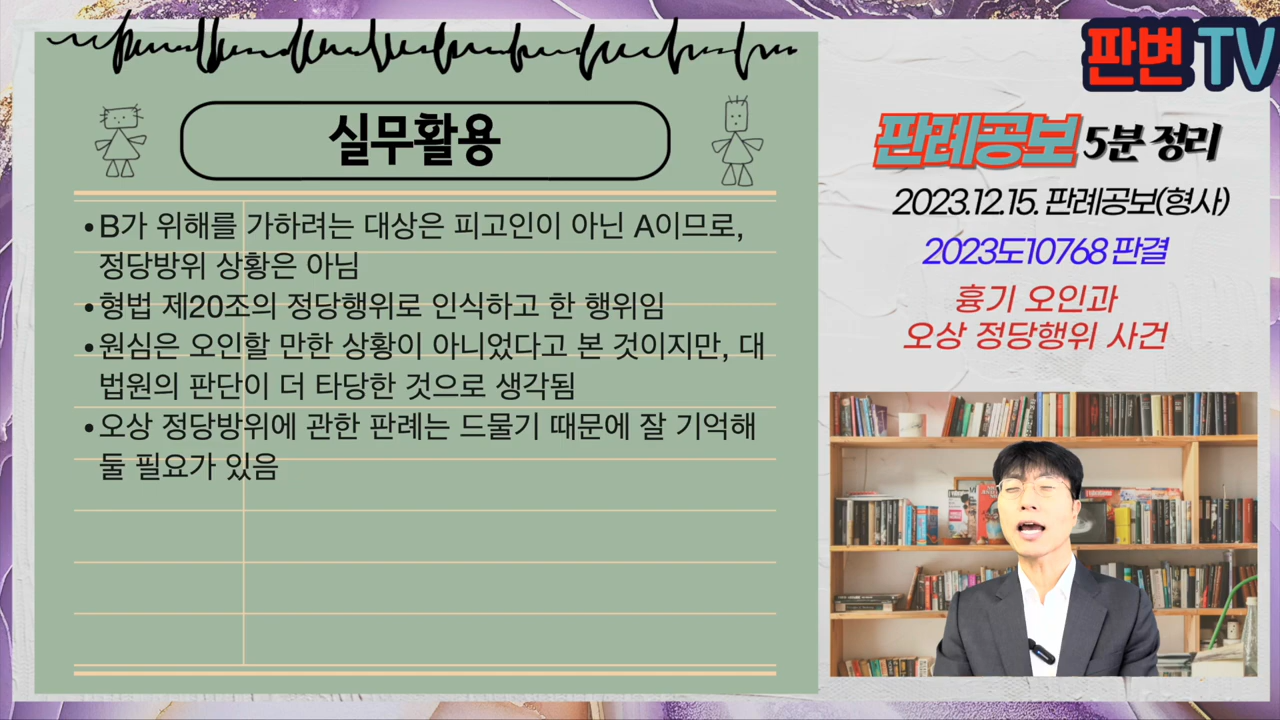 실무활용
•B가 위해를 가하려는 대상은 피고인이 아닌 A이므로,
정당방위 상황은 아님
•형법 제20조의 정당행위로 인식하고 한 행위임
•원심은 오인할 만한 상황이 아니었다고 본 것이지만, 대
법원의 판단이 더 타당한 것으로 생각됨
•오상 정당방위에 관한 판례는 드물기 때문에 잘 기억해
둘 필요가 있음
판변 TV
판례공보 5분 정리
2023.12.15. 판례공보(형사)
2023도10768 판결
흉기 오인과
오상 정당행위 사건